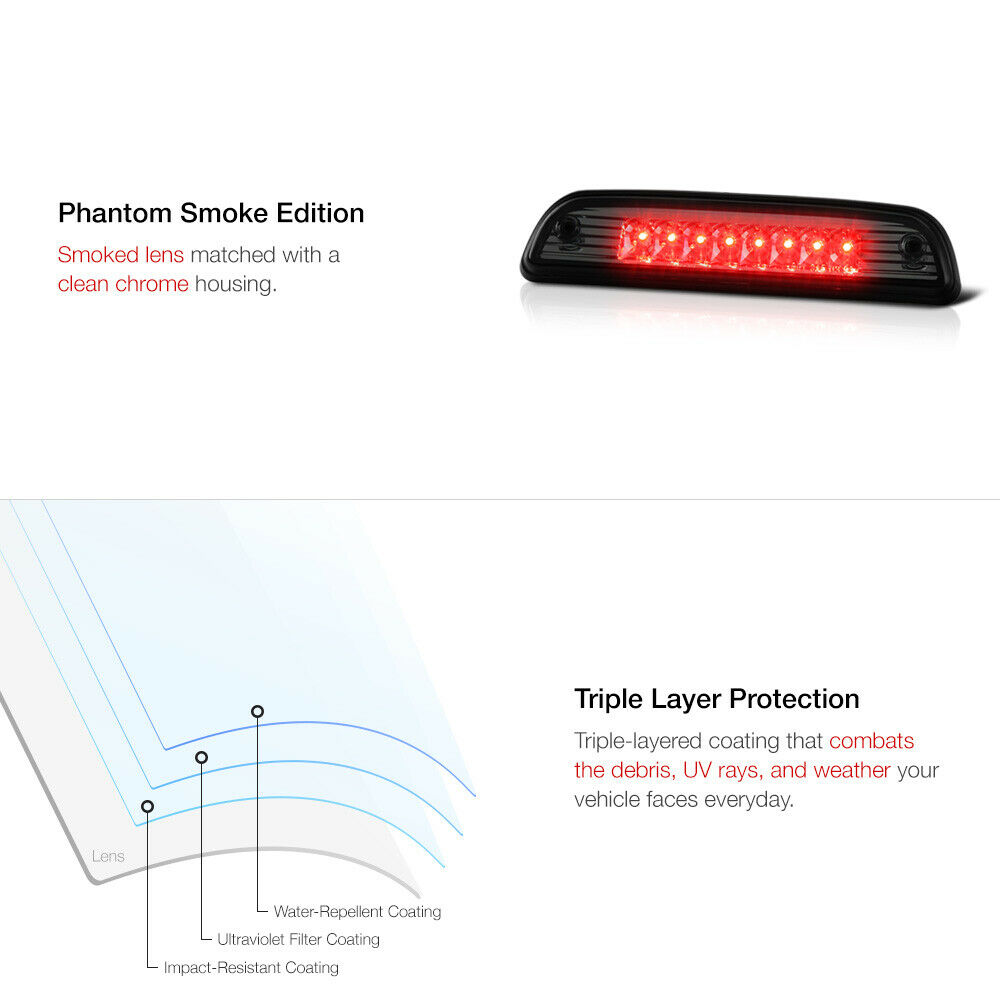 Phantom Smoke Edition
Smoked lens matched with a
clean chrome housing.
Triple Layer Protection
Triple-layered coating that combats
the debris, UV rays, and weather your
vehicle faces everyday.
Lens
Water-Repellent Coating
Ultraviolet Filter Coating
Impact-Resistant Coating